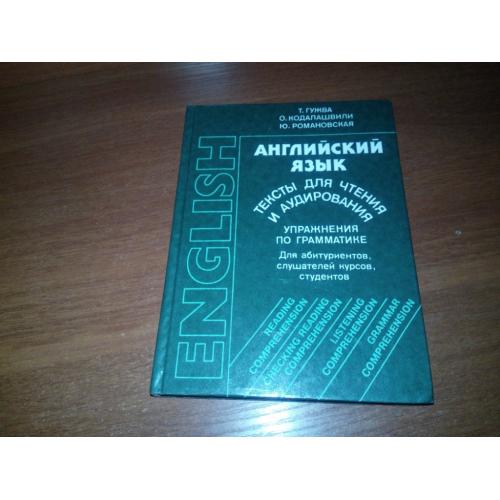 Т. ГУЖВА
О. КОДАЛАШВИЛИ
Ю. РОМАНОВСКАЯ
ENGLISH
АНГЛИЙСКИЙ
ЯЗЫК
ТЕКСТЫ ДЛЯ ЧТЕНИЯ
И АУДИРОВАНИЯ
УПРАЖНЕНИЯ
ПО ГРАММАТИКЕ
Для абитуриентов,
слушателей курсов,
студентов
READING
COMPREHENSION
CHECKING READING
COMPREHENSION
LISTENING
COMPREHENSION
GRAMMAR
COMPREHENSION